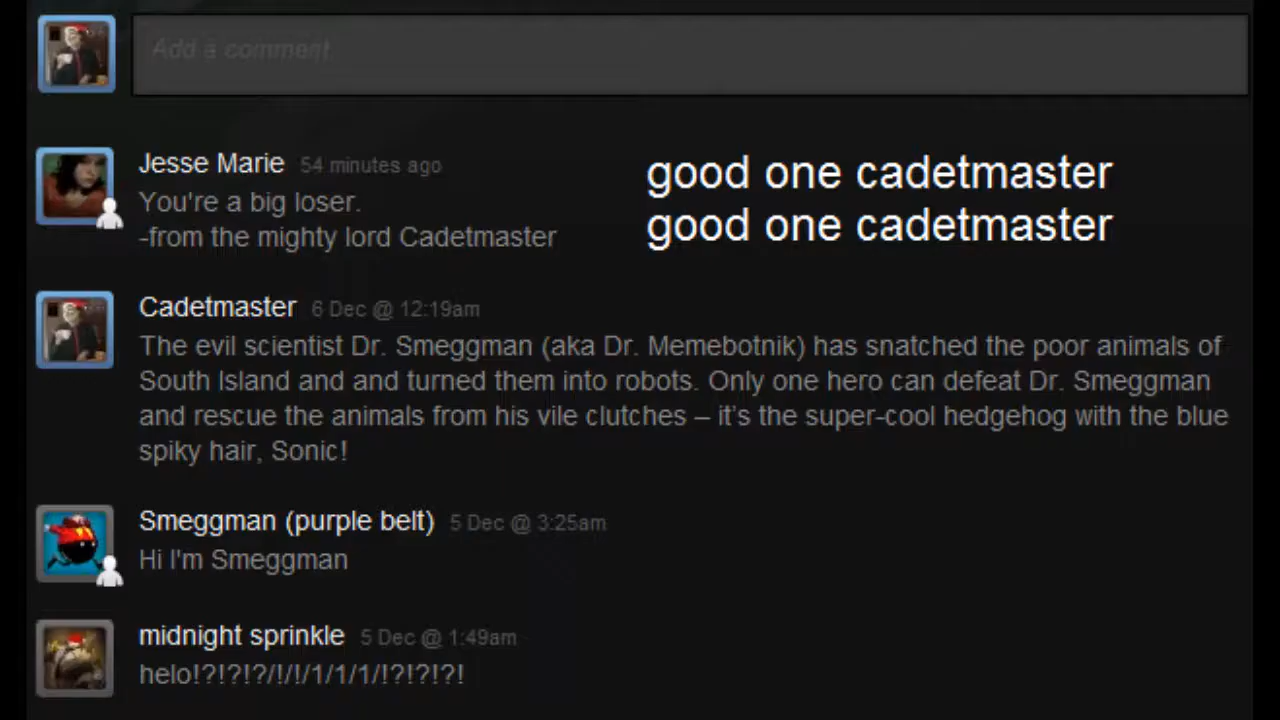 Add a comment
Jesse Marie 54 minutes ago
You're a big loser.
-from the mighty lord Cadetmaster
good one cadetmaster
good one cadetmaster
Cadetmaster 6 Dec @ 12:19am
The evil scientist Dr. Smeggman (aka Dr. Memebotnik) has snatched the poor animals of
South Island and and turned them into robots. Only one hero can defeat Dr. Smeggman
and rescue the animals from his vile clutches – it's the super-cool hedgehog with the blue
spiky hair, Sonic!
Smeggman (purple belt) 5 Dec @ 3:25am
Hi I'm Smeggman
midnight sprinkle 5 Dec @ 1:49am
helo!?!?!?/!/!/1/1/1/!?!?!?!